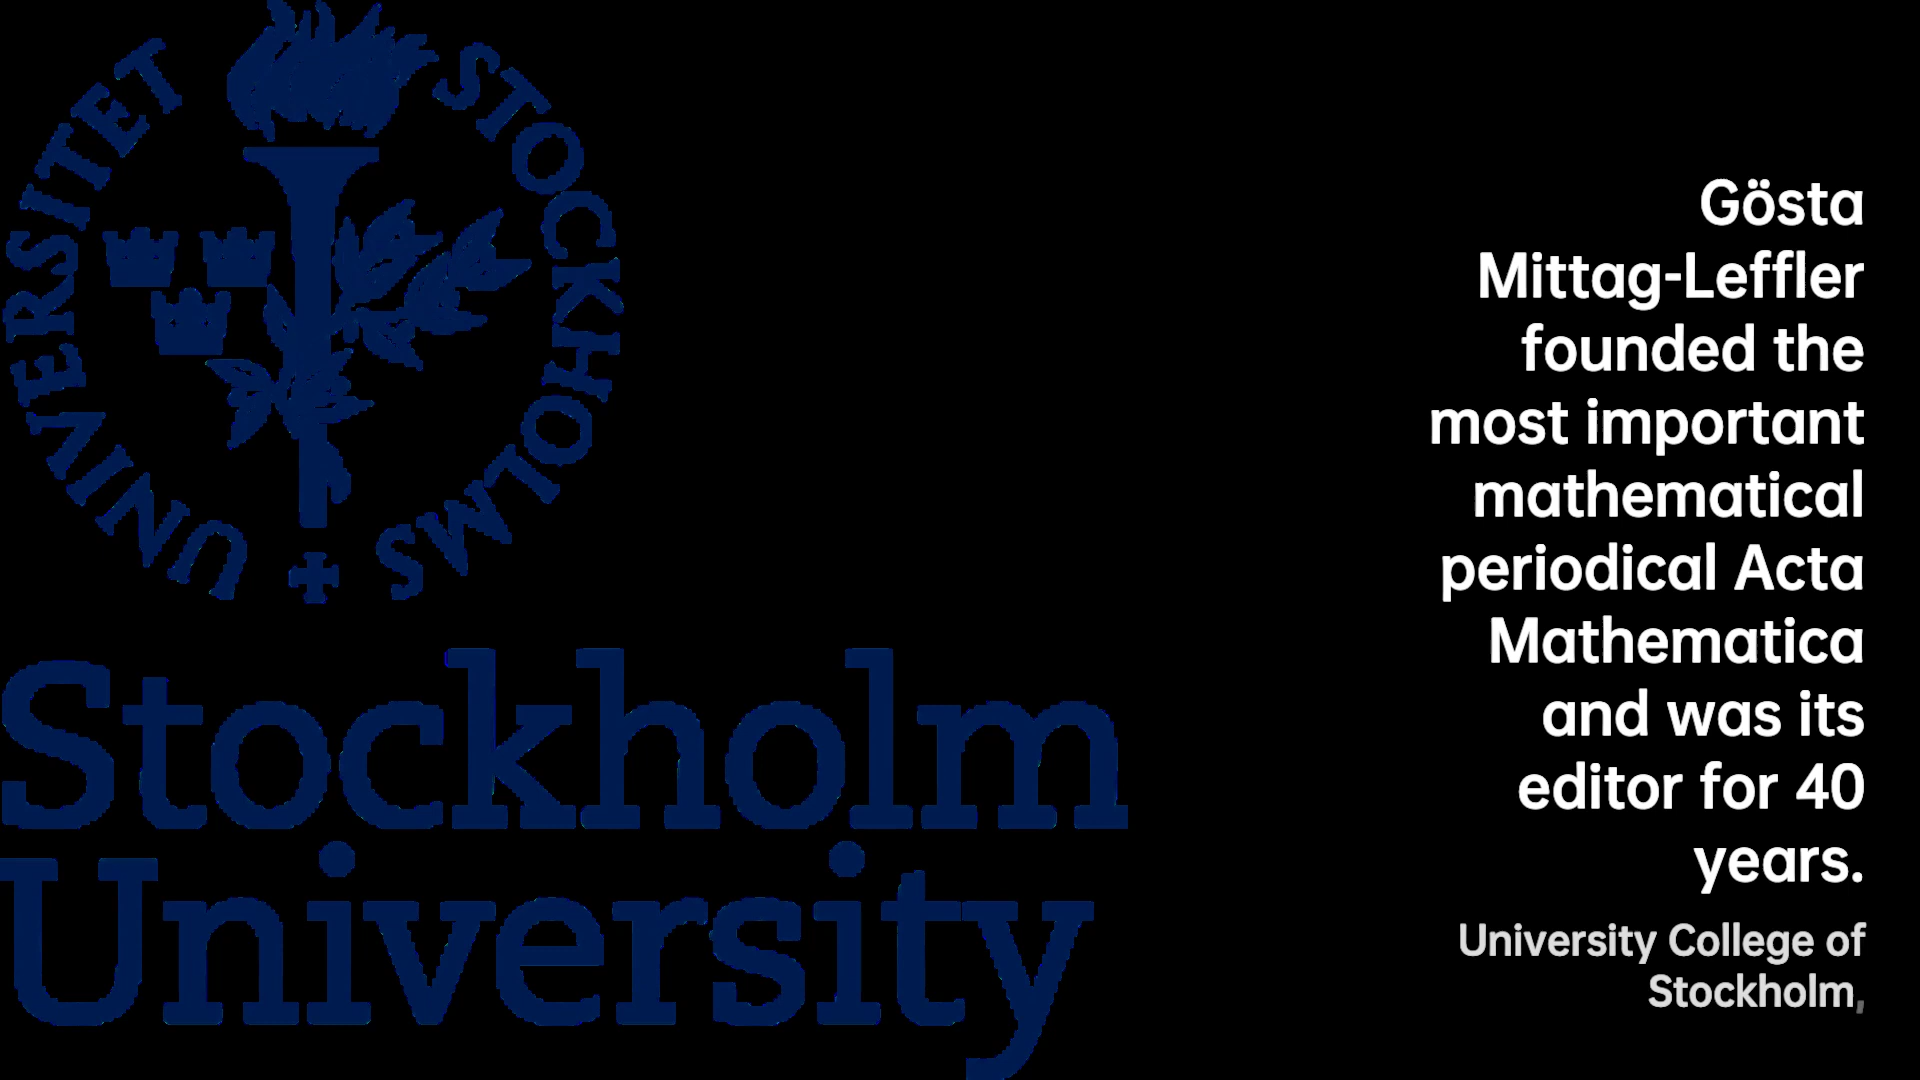 UNIVERSITET
STOCKHOLMS
Stockholm
University
Gösta
Mittag-Leffler
founded the
most important
mathematical
periodical Acta
Mathematica
and was its
editor for 40
years.
University College of
Stockholm,